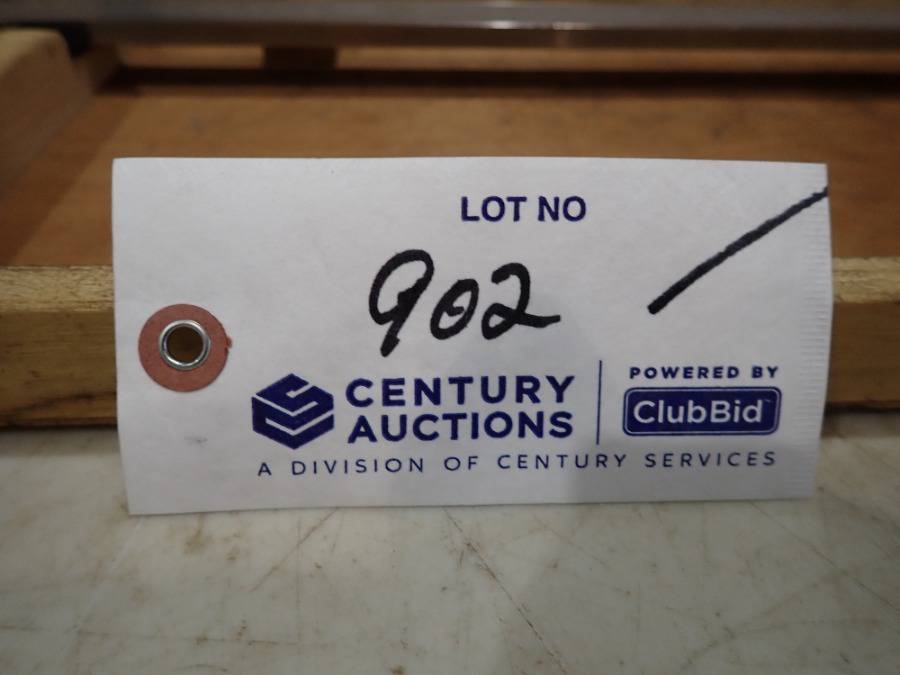 LOT NO
902
CENTURY AUCTIONS
POWERED BY
ClubBid
A DIVISION OF CENTURY SERVICES